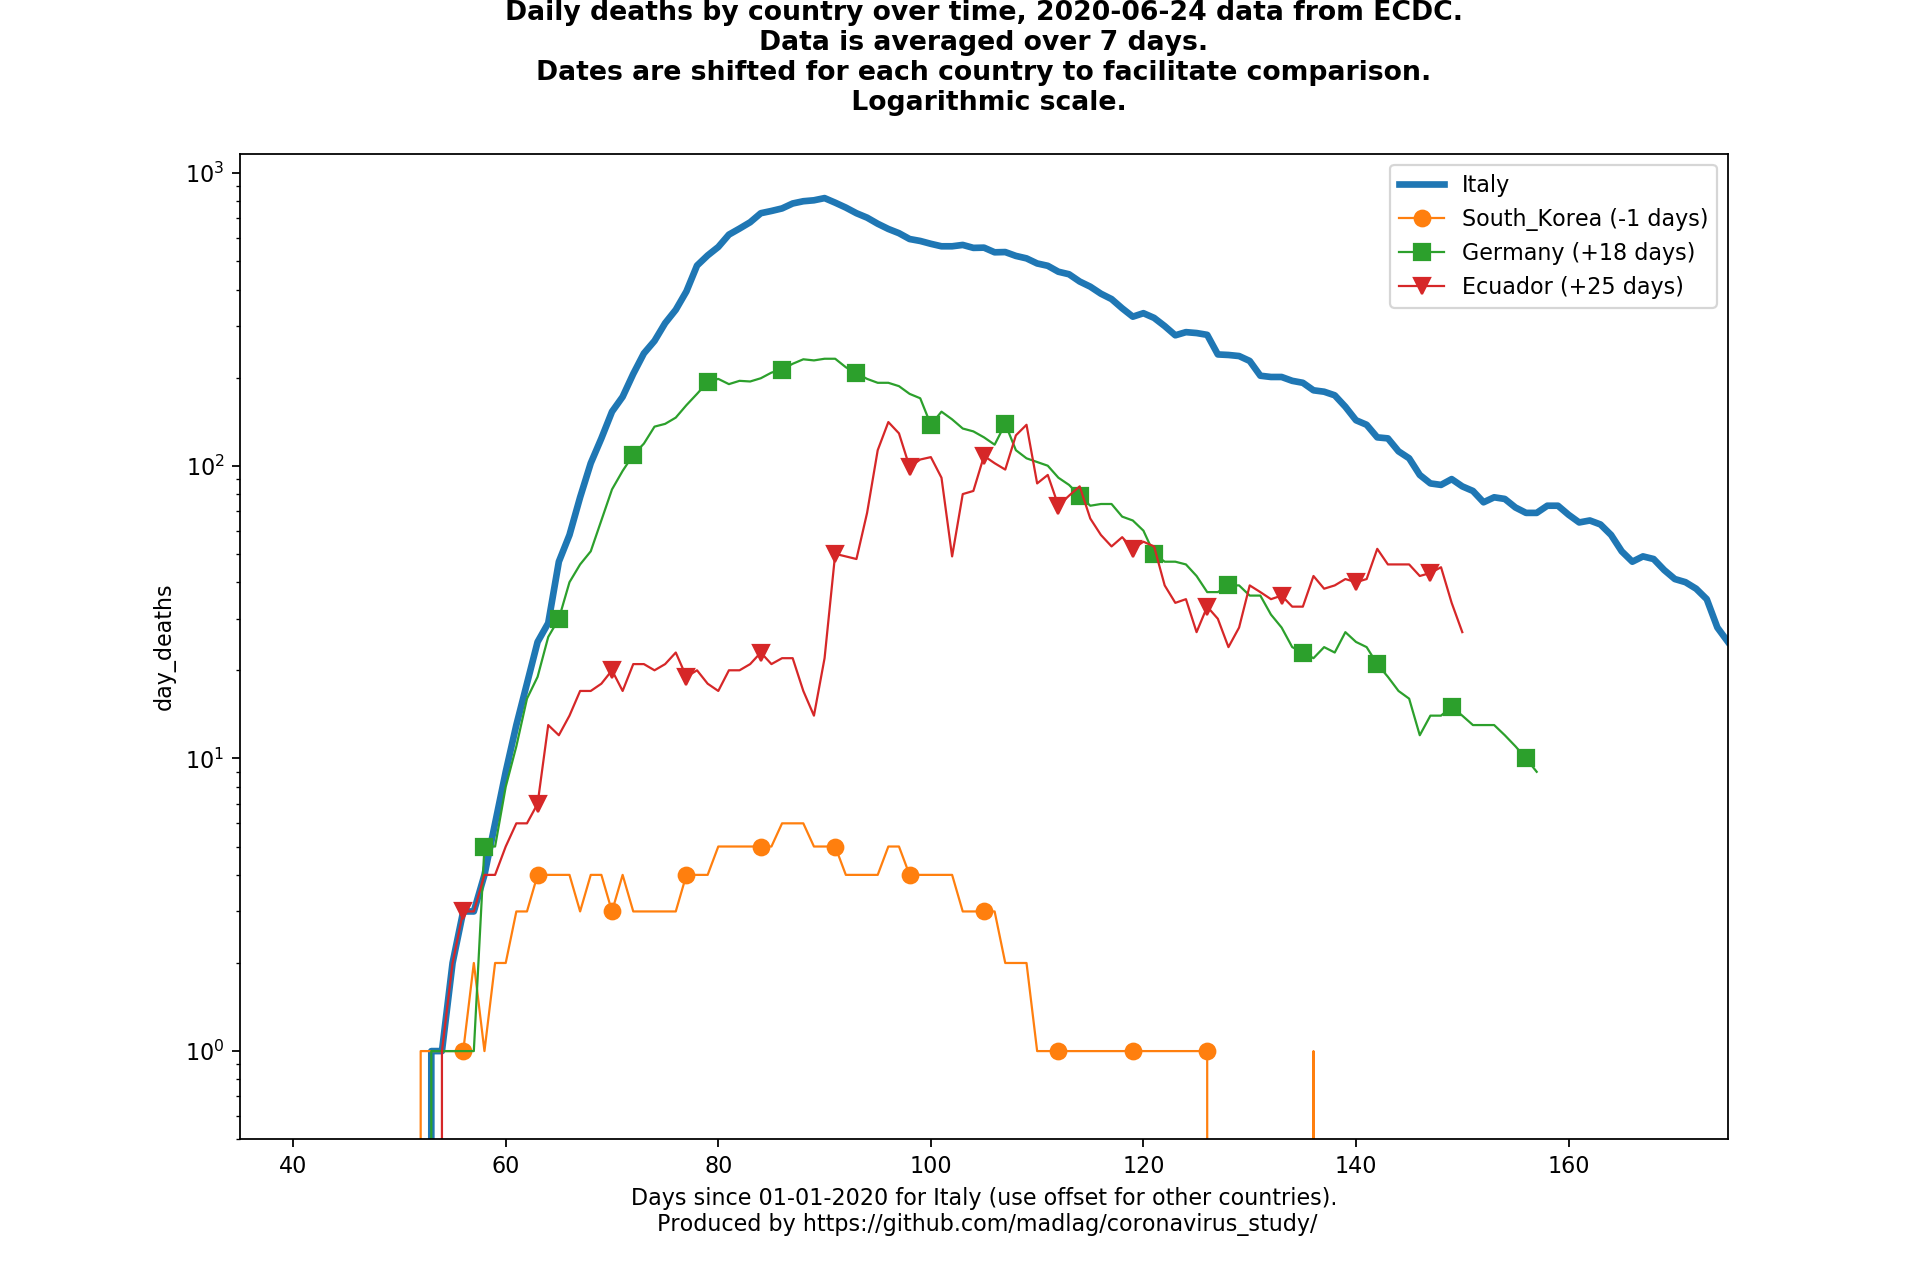 Daily deaths by country over time, 2020-06-24 data from ECDC.
Data is averaged over 7 days.
Dates are shifted for each country to facilitate comparison.
Logarithmic scale.
10³
10²
10¹
10⁰
day_deaths
Italy
South_Korea (-1 days)
Germany (+18 days)
Ecuador (+25 days)
40 60 80 100 120 140 160
Days since 01-01-2020 for Italy (use offset for other countries).
Produced by https://github.com/madlag/coronavirus_study/